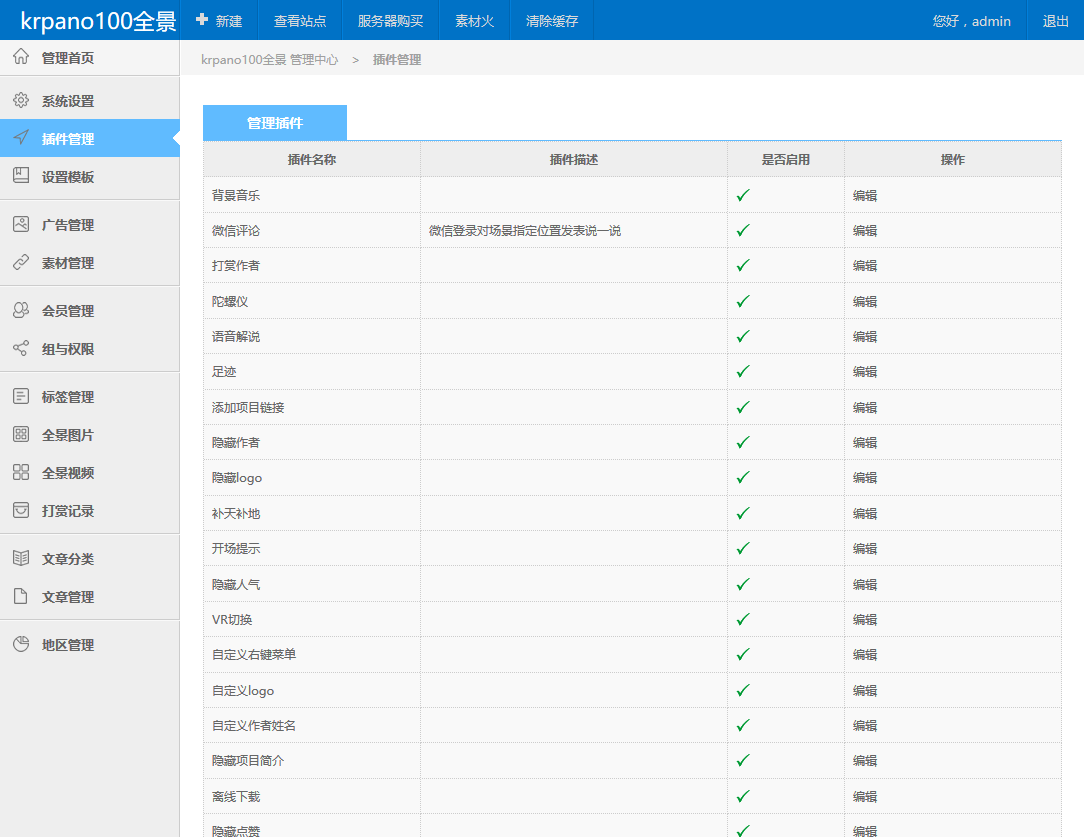 krpano100全景 新建 查看站点 服务器购买 素材火 清除缓存 您好，admin 退出
管理首页
系统设置
插件管理
设置模板
广告管理
素材管理
会员管理
组与权限
标签管理
全景图片
全景视频
打赏记录
文章分类
文章管理
地区管理
krpano100全景 管理中心 > 插件管理
管理插件
插件名称 插件描述 是否启用 操作
背景音乐 编辑
微信评论 微信登录对场景指定位置发表说一说 编辑
打赏作者 编辑
陀螺仪 编辑
语音解说 编辑
足迹 编辑
添加项目链接 编辑
隐藏作者 编辑
隐藏logo 编辑
补天补地 编辑
开场提示 编辑
隐藏人气 编辑
VR切换 编辑
自定义右键菜单 编辑
自定义logo 编辑
自定义作者姓名 编辑
隐藏项目简介 编辑
离线下载 编辑
隐藏点赞 编辑